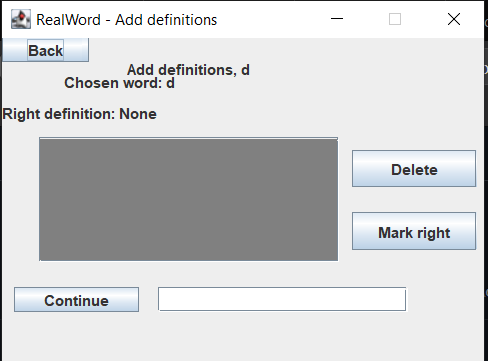 RealWord - Add definitions
Back
Add definitions, d
Chosen word: d
Right definition: None
Delete
Mark right
Continue